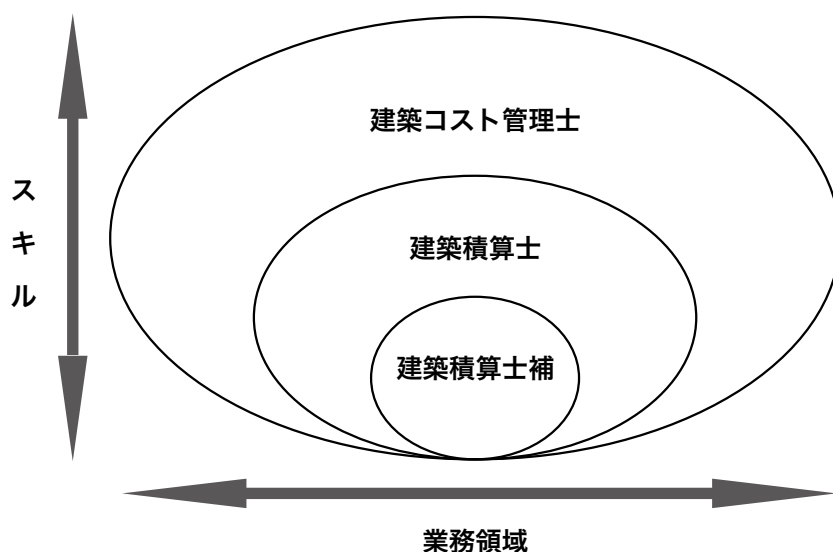 建築コスト管理士
スキル
建築積算士
建築積算士補
業務領域